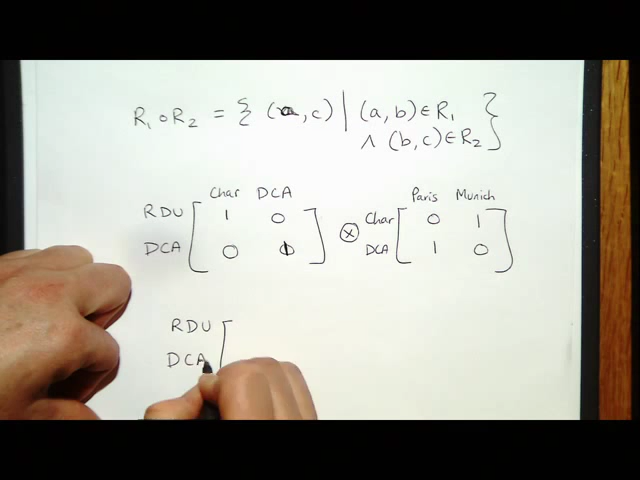 R₁ ∘ R₂ = { (a, c) | (a, b) ∈ R₁
∧ (b, c) ∈ R₂ }
Char DCA
RDU [ 1 0 ]
DCA [ 0 1 ]
⊗
Paris Munich
Char [ 0 1 ]
DCA [ 1 0 ]
RDU [
DCA